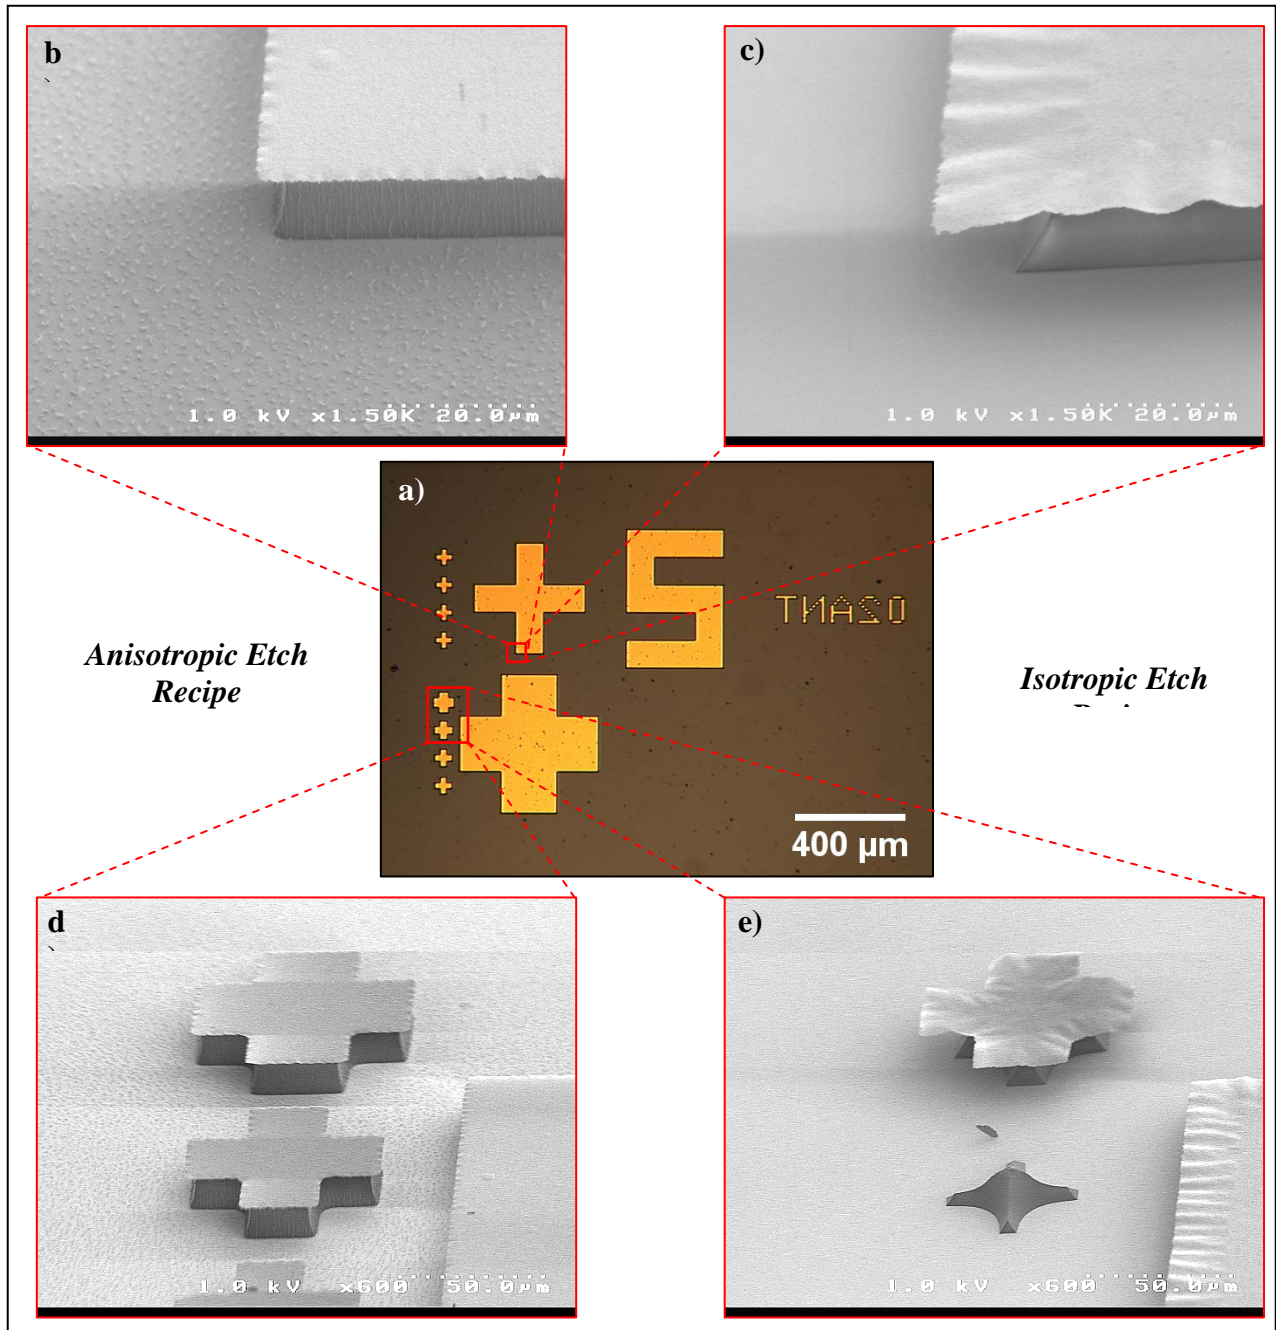 b
c)
1.0 kV x1.50K 20.0µm
1.0 kV x1.50K 20.0µm
a)
Anisotropic Etch
Recipe
Isotropic Etch
400 µm
d
e)
1.0 kV x600 50.0µm
1.0 kV x600 50.0µm